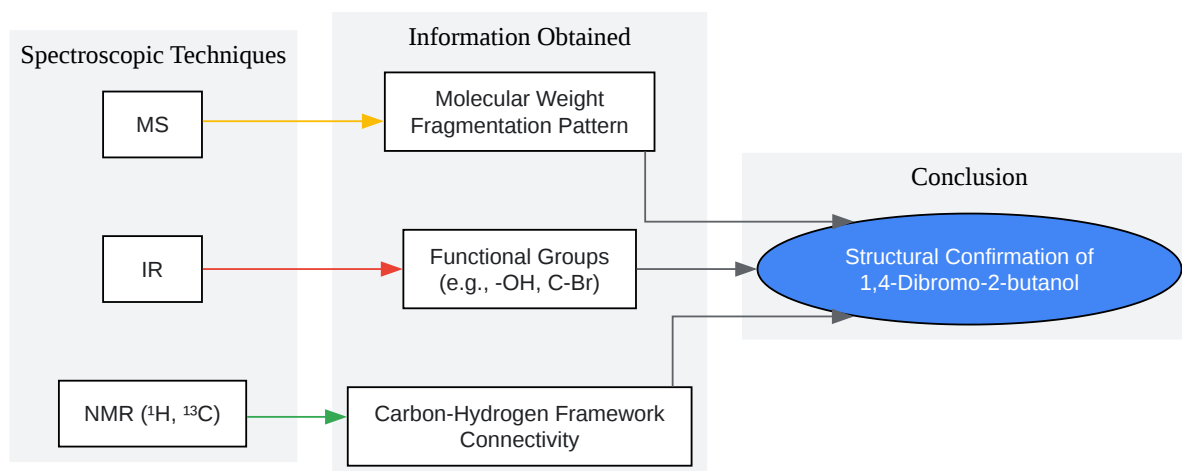 Spectroscopic Techniques
MS
IR
NMR (¹H, ¹³C)
Information Obtained
Molecular Weight
Fragmentation Pattern
Functional Groups
(e.g., -OH, C-Br)
Carbon-Hydrogen Framework
Connectivity
Conclusion
Structural Confirmation of
1,4-Dibromo-2-butanol